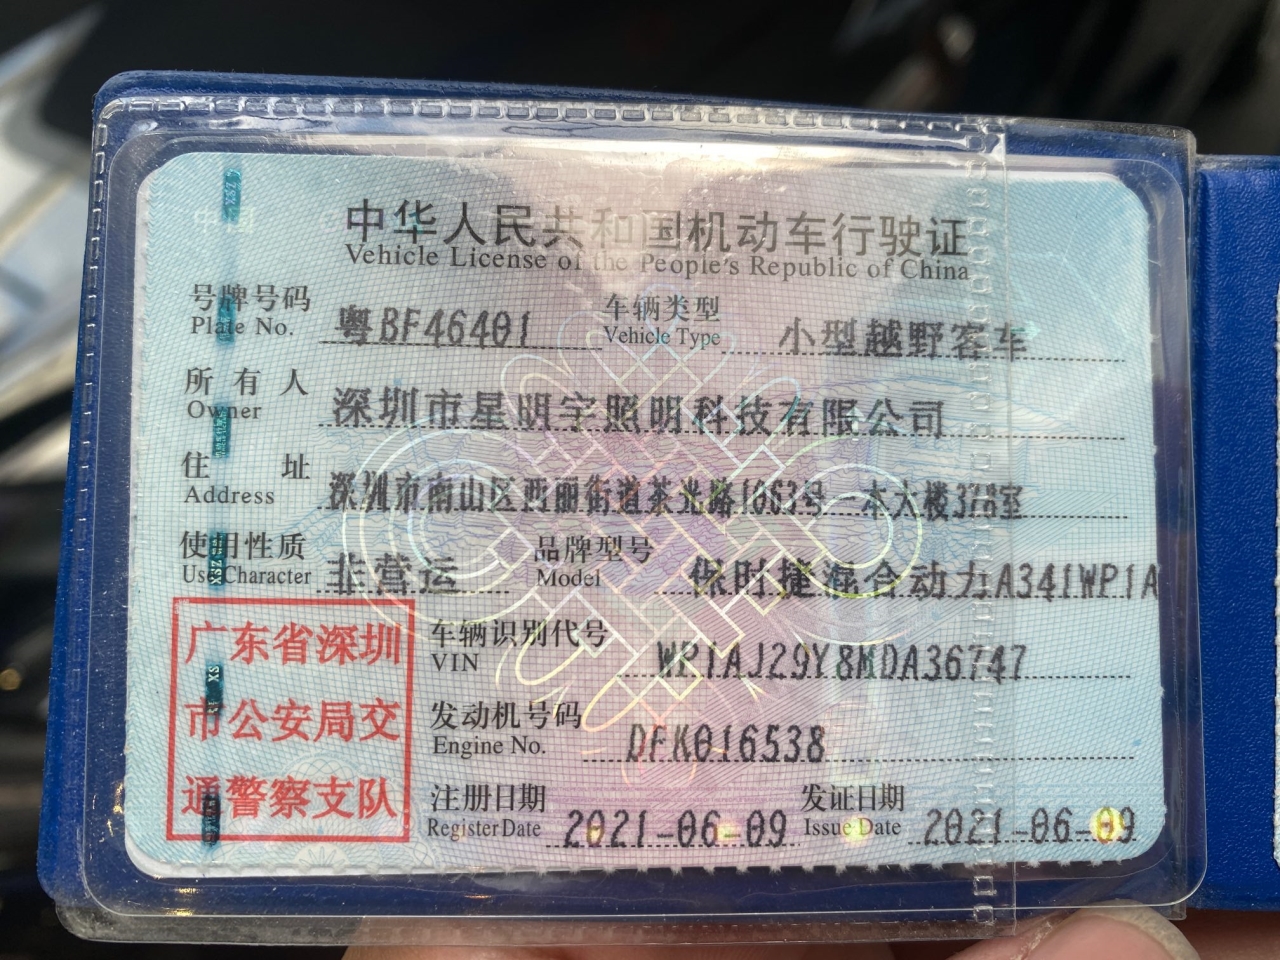 中华人民共和国机动车行驶证
Vehicle License of the People's Republic of China
号牌号码 粤BF46401 车辆类型 小型越野客车
Plate No. Vehicle Type
所有人 深圳市星明宇照明科技有限公司
Owner
住址 深圳市南山区西丽街道茶光路1063号一本大楼378室
Address
使用性质 非营运 品牌型号 保时捷混合动力A341WP1A
Use Character Model
车辆识别代号 WP1AJ29Y8MDA36747
VIN
发动机号码 DFK016538
Engine No.
注册日期 2021-06-09 发证日期 2021-06-09
Register Date Issue Date
广东省深圳
市公安局交
通警察支队